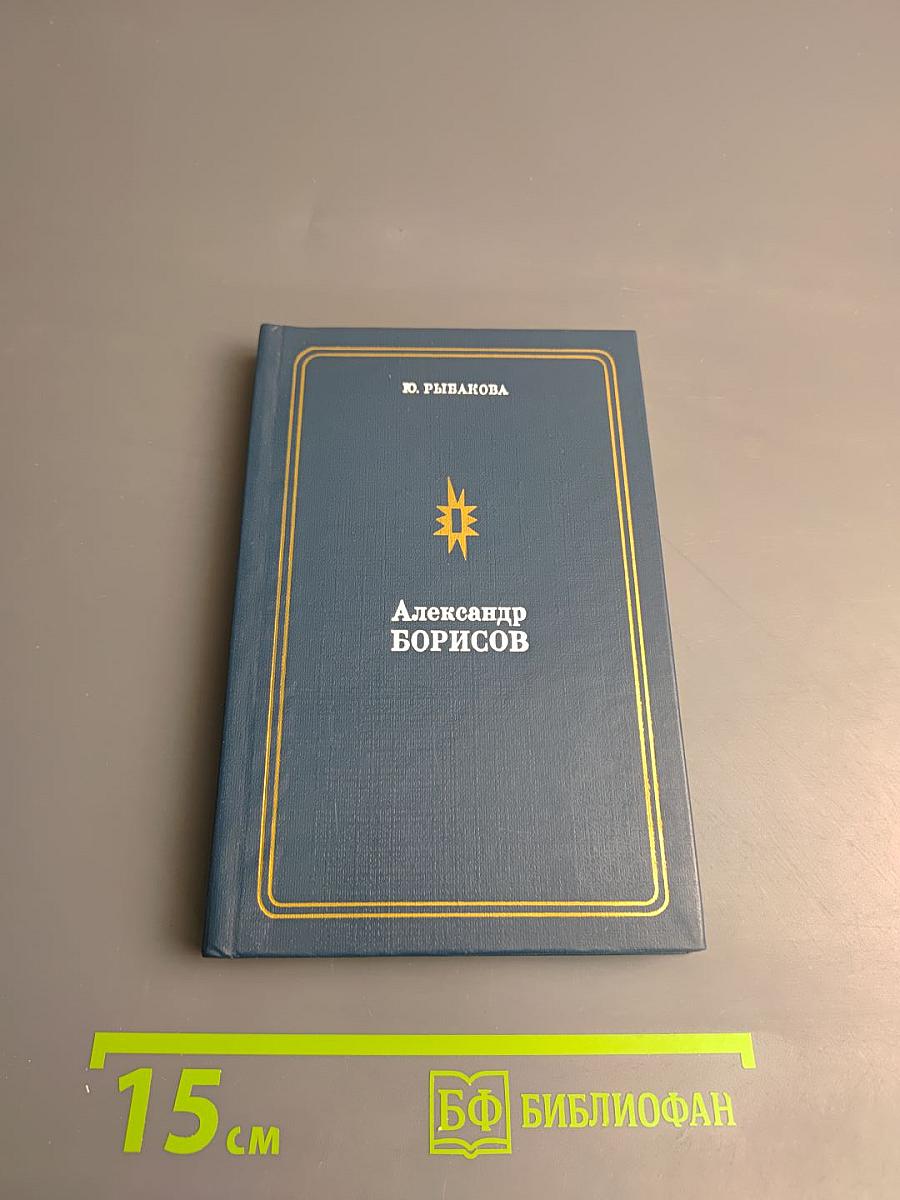 Ю. РЫБАКОВА
Александр
БОРИСОВ
15 см
БФ БИБЛИОФАН